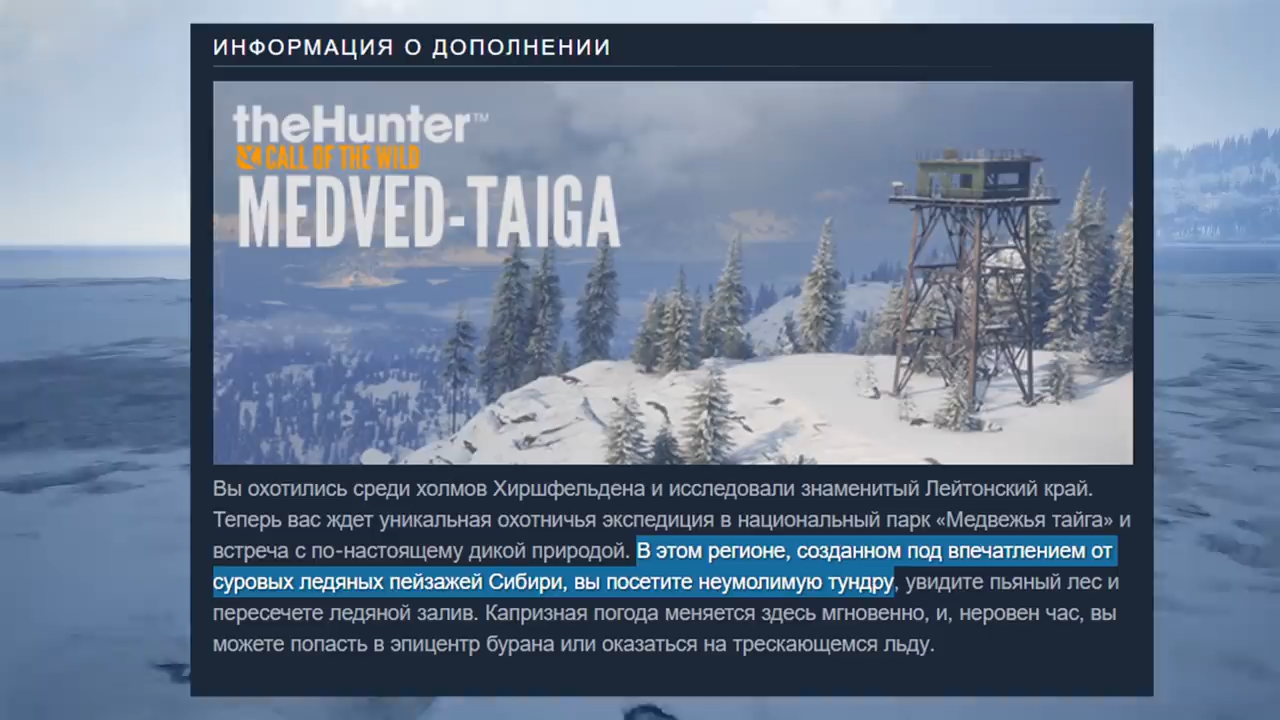 ИНФОРМАЦИЯ О ДОПОЛНЕНИИ
theHunter™
CALL OF THE WILD
MEDVED-TAIGA
Вы охотились среди холмов Хиршфельдена и исследовали знаменитый Лейтонский край.
Теперь вас ждет уникальная охотничья экспедиция в национальный парк «Медвежья тайга» и
встреча с по-настоящему дикой природой. В этом регионе, созданном под впечатлением от
суровых ледяных пейзажей Сибири, вы посетите неумолимую тундру, увидите пьяный лес и
пересечете ледяной залив. Капризная погода меняется здесь мгновенно, и, неровен час, вы
можете попасть в эпицентр бурана или оказаться на трескающемся льду.